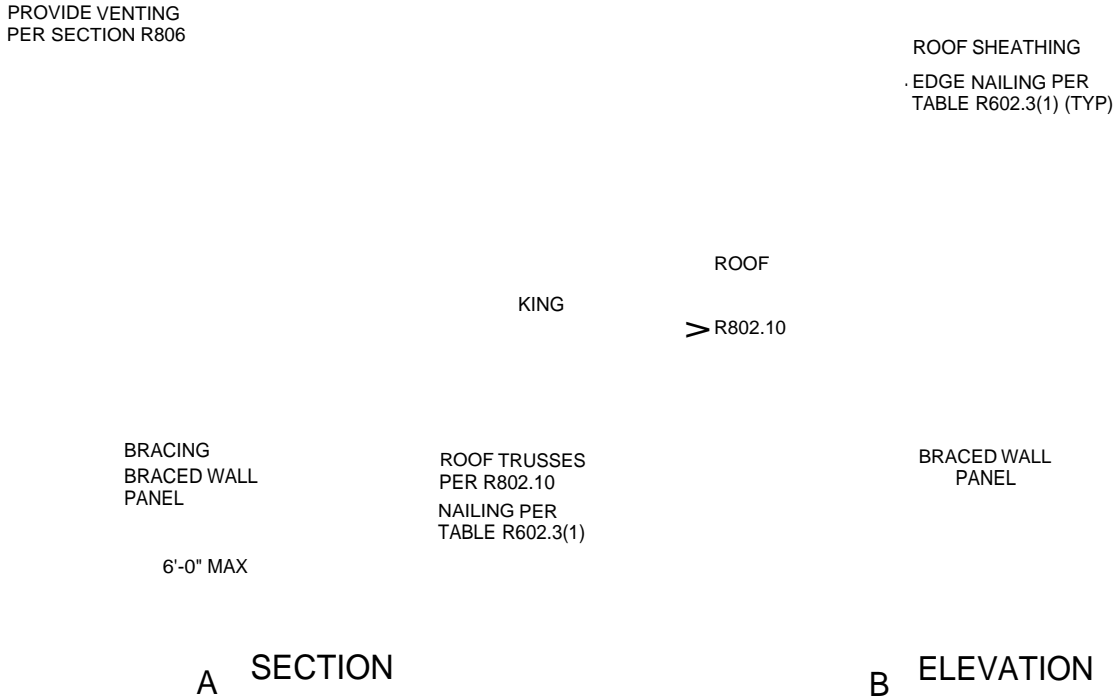 PROVIDE VENTING
PER SECTION R806
ROOF SHEATHING
EDGE NAILING PER
TABLE R602.3(1) (TYP)
ROOF
KING
> R802.10
BRACING
BRACED WALL
PANEL
ROOF TRUSSES
PER R802.10
NAILING PER
TABLE R602.3(1)
BRACED WALL
PANEL
6'-0" MAX
A SECTION
B ELEVATION